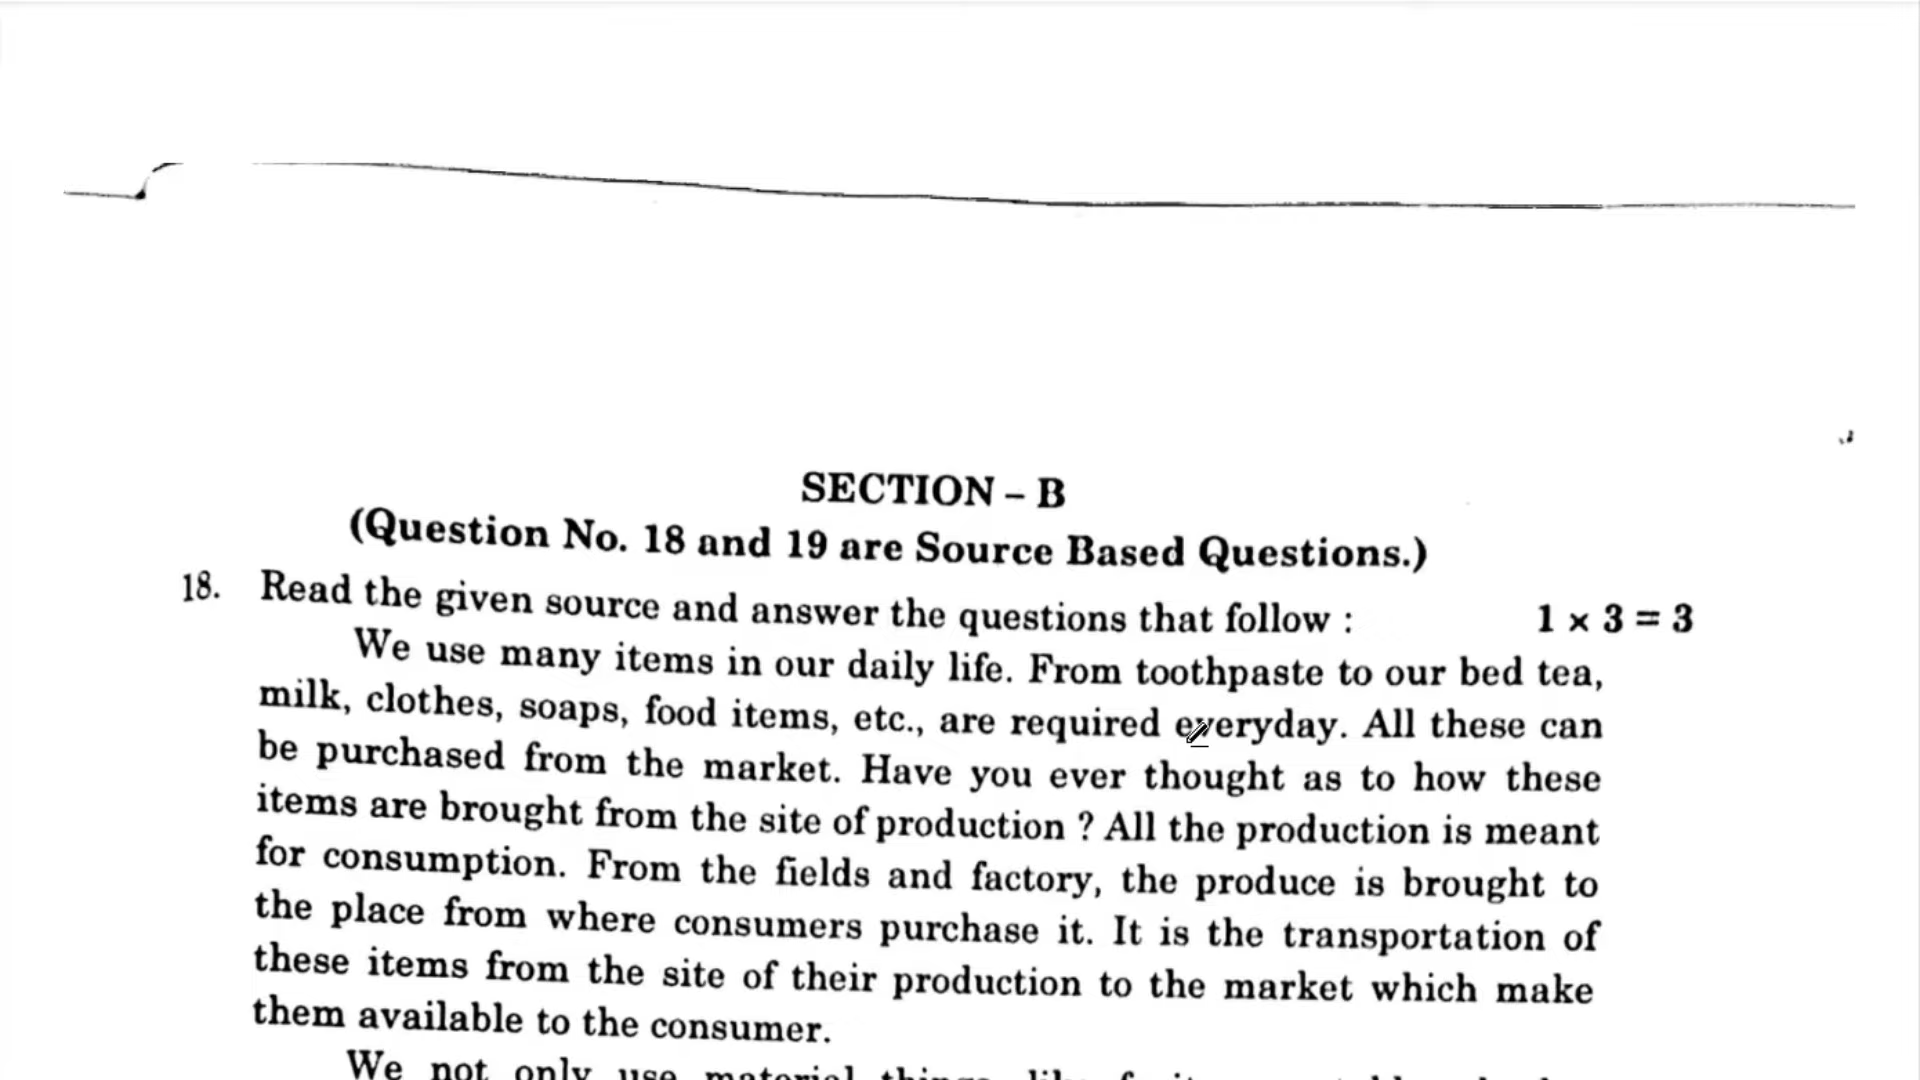 SECTION – B
(Question No. 18 and 19 are Source Based Questions.)
18. Read the given source and answer the questions that follow : 1 × 3 = 3
We use many items in our daily life. From toothpaste to our bed tea,
milk, clothes, soaps, food items, etc., are required everyday. All these can
be purchased from the market. Have you ever thought as to how these
items are brought from the site of production ? All the production is meant
for consumption. From the fields and factory, the produce is brought to
the place from where consumers purchase it. It is the transportation of
these items from the site of their production to the market which make
them available to the consumer.
We not only use material things, like